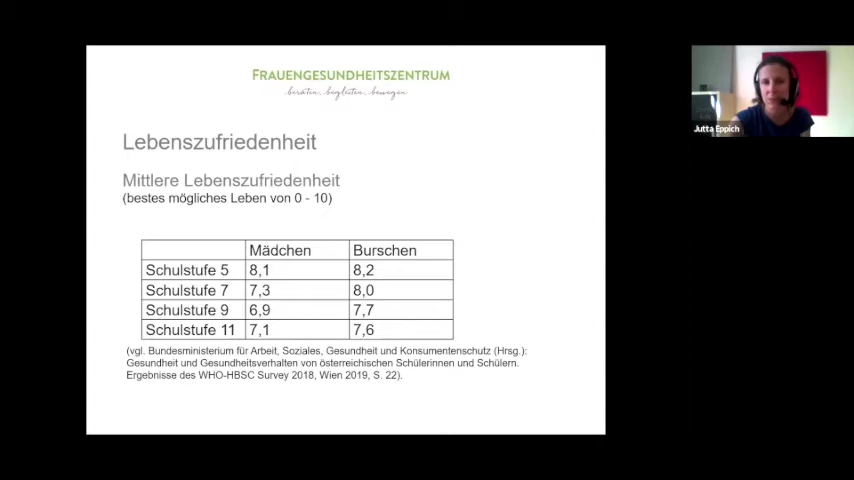 FRAUENGESUNDHEITSZENTRUM
beraten. begleiten. bewegen
Lebenszufriedenheit
Mittlere Lebenszufriedenheit
(bestes mögliches Leben von 0 - 10)
Mädchen Burschen
Schulstufe 5 8,1 8,2
Schulstufe 7 7,3 8,0
Schulstufe 9 6,9 7,7
Schulstufe 11 7,1 7,6
(vgl. Bundesministerium für Arbeit, Soziales, Gesundheit und Konsumentenschutz (Hrsg.):
Gesundheit und Gesundheitsverhalten von österreichischen Schülerinnen und Schülern.
Ergebnisse des WHO-HBSC Survey 2018, Wien 2019, S. 22).
Jutta Eppich